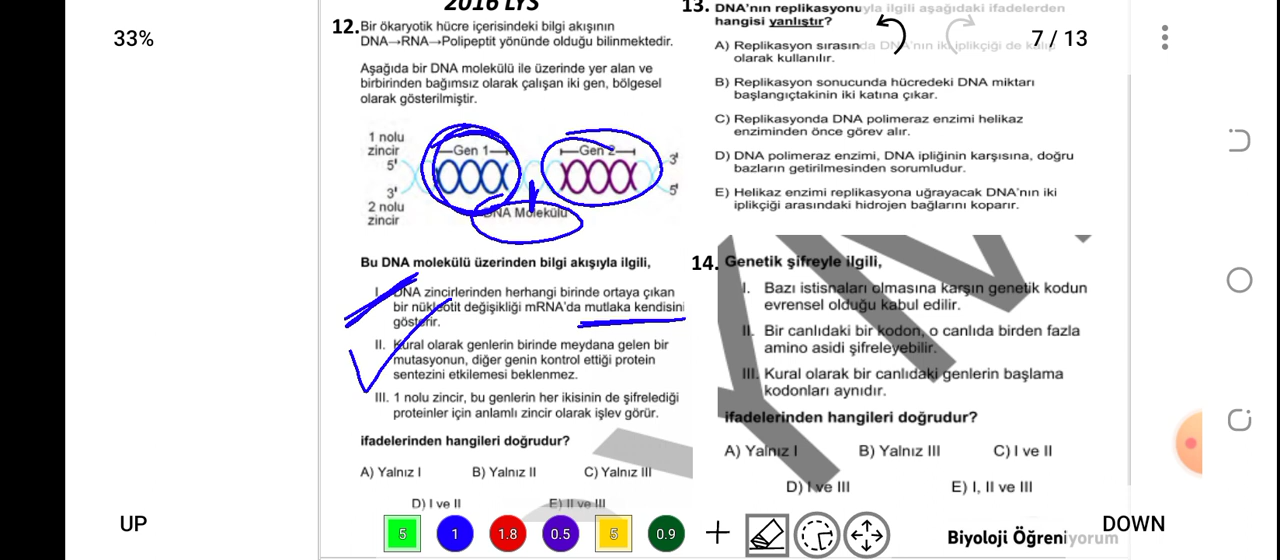 33%
UP
2016 LYS
12. Bir ökaryotik hücre içerisindeki bilgi akışının
DNA→RNA→Polipeptit yönünde olduğu bilinmektedir.
Aşağıda bir DNA molekülü ile üzerinde yer alan ve
birbirinden bağımsız olarak çalışan iki gen, bölgesel
olarak gösterilmiştir.
1 nolu
zincir
5'
3'
2 nolu
zincir
Gen 1
Gen 2
3'
5'
DNA Molekülü
Bu DNA molekülü üzerinden bilgi akışıyla ilgili,
I. DNA zincirlerinden herhangi birinde ortaya çıkan
bir nükleotit değişikliği mRNA'da mutlaka kendisini
gösterir.
II. Kural olarak genlerin birinde meydana gelen bir
mutasyonun, diğer genin kontrol ettiği protein
sentezini etkilemesi beklenmez.
III. 1 nolu zincir, bu genlerin her ikisinin de şifrelediği
proteinler için anlamlı zincir olarak işlev görür.
ifadelerinden hangileri doğrudur?
A) Yalnız I B) Yalnız II C) Yalnız III
D) I ve II E) II ve III
13. DNA'nın replikasyonuyla ilgili aşağıdaki ifadelerden
hangisi yanlıştır?
7 / 13
A) Replikasyon sırasında DNA'nın iki iplikçiği de kalıp
olarak kullanılır.
B) Replikasyon sonucunda hücredeki DNA miktarı
başlangıçtakinin iki katına çıkar.
C) Replikasyonda DNA polimeraz enzimi helikaz
enziminden önce görev alır.
D) DNA polimeraz enzimi, DNA ipliğinin karşısına, doğru
bazların getirilmesinden sorumludur.
E) Helikaz enzimi replikasyona uğrayacak DNA'nın iki
iplikçiği arasındaki hidrojen bağlarını koparır.
14. Genetik şifreyle ilgili,
I. Bazı istisnaları olmasına karşın genetik kodun
evrensel olduğu kabul edilir.
II. Bir canlıdaki bir kodon, o canlıda birden fazla
amino asidi şifreleyebilir.
III. Kural olarak bir canlıdaki genlerin başlama
kodonları aynıdır.
ifadelerinden hangileri doğrudur?
A) Yalnız I B) Yalnız III C) I ve II
D) I ve III E) I, II ve III
5 1 1.8 0.5 5 0.9
Biyoloji Öğreniyorum
DOWN